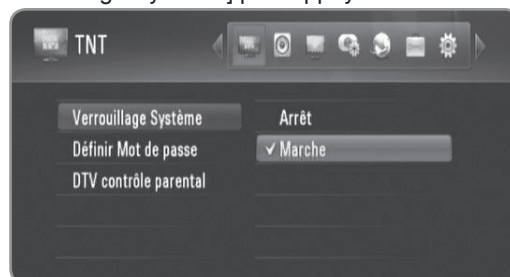 TNT
Verrouillage Système
Arrêt
Définir Mot de passe
✓ Marche
DTV contrôle parental